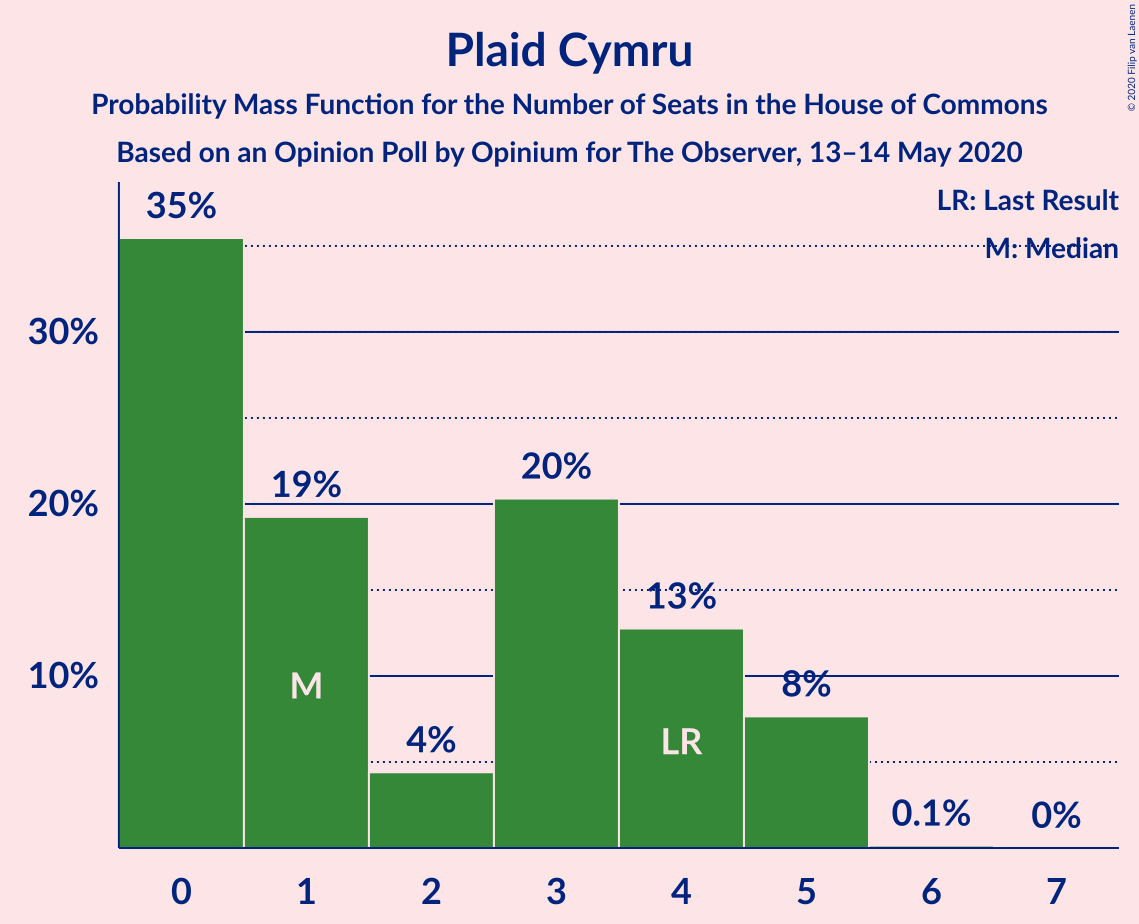 Plaid Cymru
Probability Mass Function for the Number of Seats in the House of Commons
Based on an Opinion Poll by Opinium for The Observer, 13–14 May 2020
© 2020 Filip van Laenen
LR: Last Result
M: Median
35%
30%
20%
19%
20%
13%
10%
M
4%
LR
8%
0.1%
0%
0 1 2 3 4 5 6 7